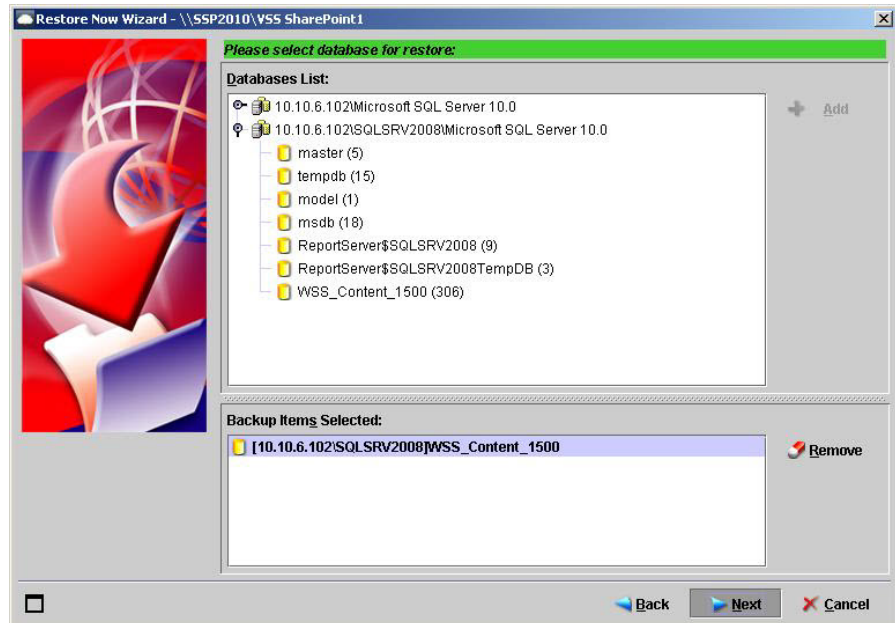 Restore Now Wizard - \\SSP2010\VSS SharePoint1
Please select database for restore:
Databases List:
10.10.6.102\Microsoft SQL Server 10.0
10.10.6.102\SQLSRV2008\Microsoft SQL Server 10.0
master (5)
tempdb (15)
model (1)
msdb (18)
ReportServer$SQLSRV2008 (9)
ReportServer$SQLSRV2008TempDB (3)
WSS_Content_1500 (306)
Add
Backup Items Selected:
[10.10.6.102\SQLSRV2008]WSS_Content_1500
Remove
Back
Next
Cancel